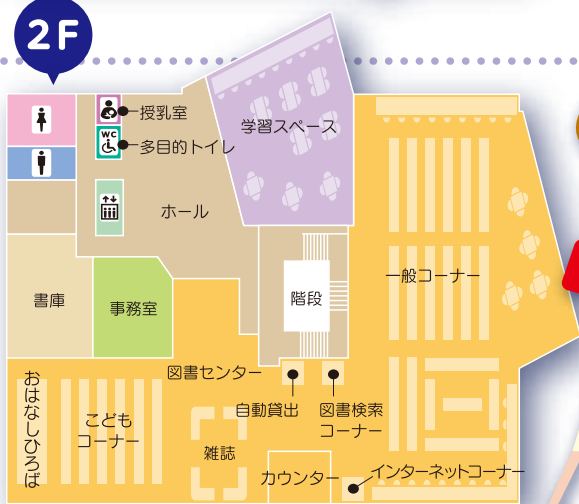 2F
授乳室
wc
多目的トイレ
学習スペース
ホール
一般コーナー
書庫
事務室
階段
図書センター
おはなしひろば
こども
コーナー
自動貸出
図書検索
コーナー
雑誌
カウンター
インターネットコーナー